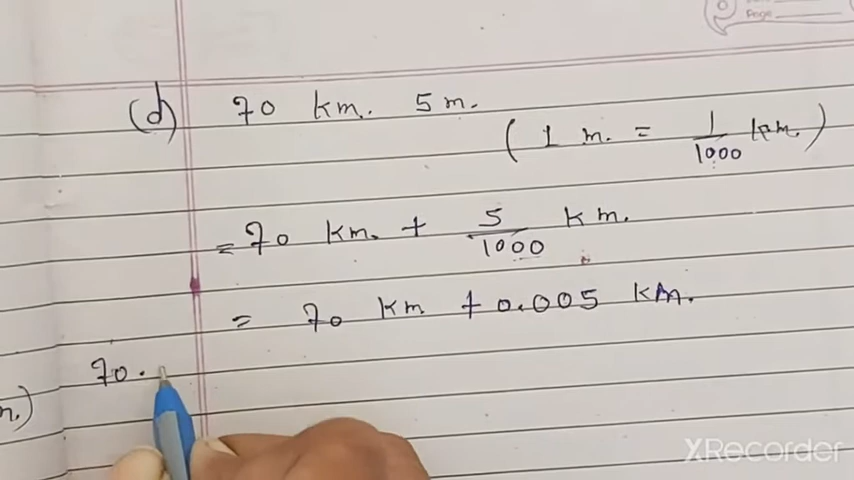 Page
(d) 70 km. 5 m.
(1 m. = 1/1000 km.)
= 70 km. + 5/1000 km.
= 70 km + 0.005 km.
70.
m.)
XRecorder